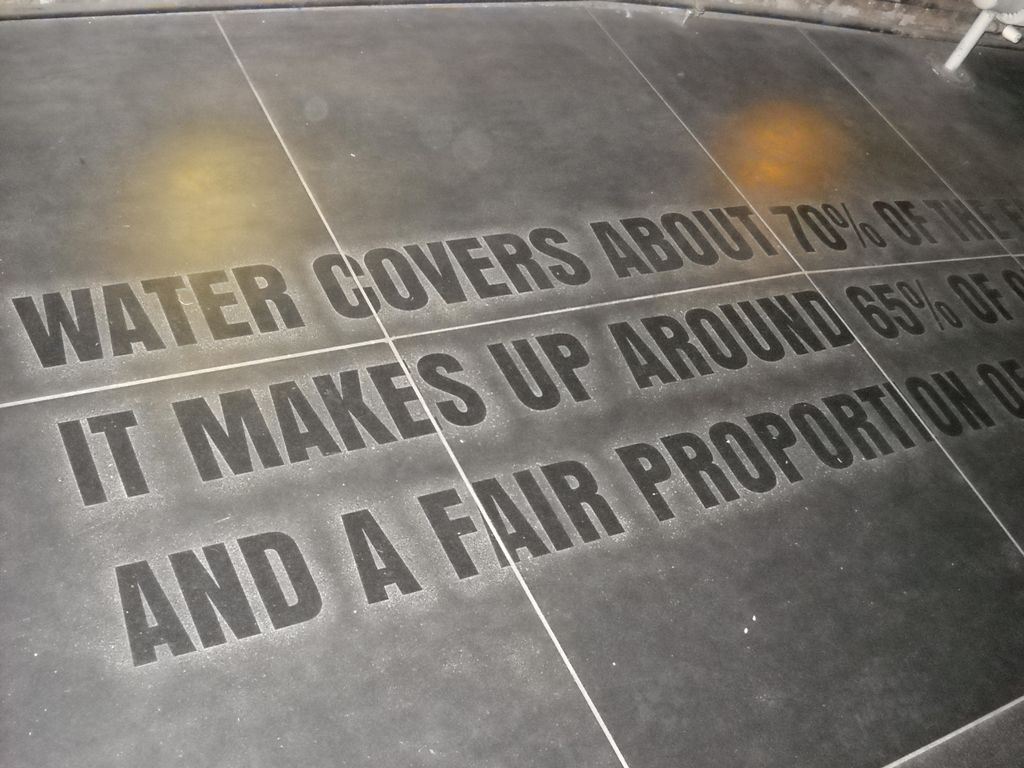 WATER COVERS ABOUT 70% OF THE
IT MAKES UP AROUND 65% OF
AND A FAIR PROPORTION OF